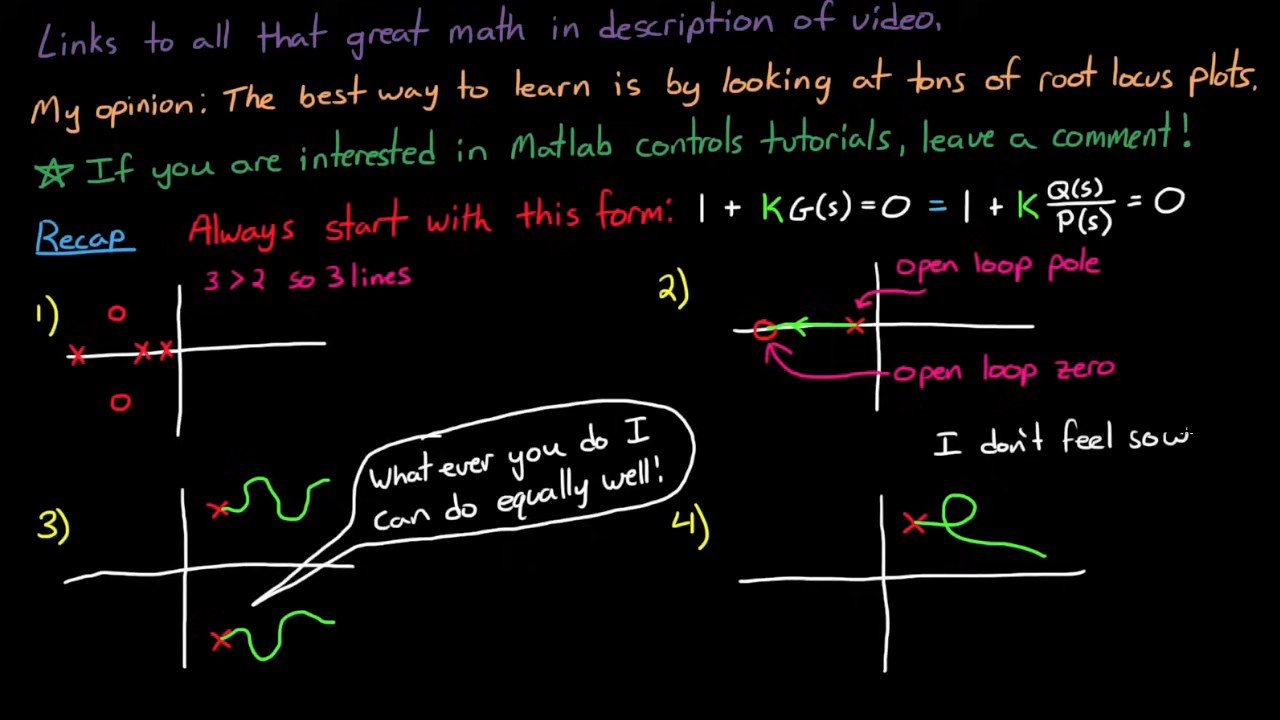 Links to all that great math in description of video.
My opinion: The best way to learn is by looking at tons of root locus plots.
☆ If you are interested in Matlab controls tutorials, leave a comment!
Recap Always start with this form: 1 + KG(s) = 0 = 1 + K Q(s)/P(s) = 0
1) 3 > 2 so 3 lines
2) open loop pole
open loop zero
I don't feel so w
3) What ever you do I
can do equally well!
4)